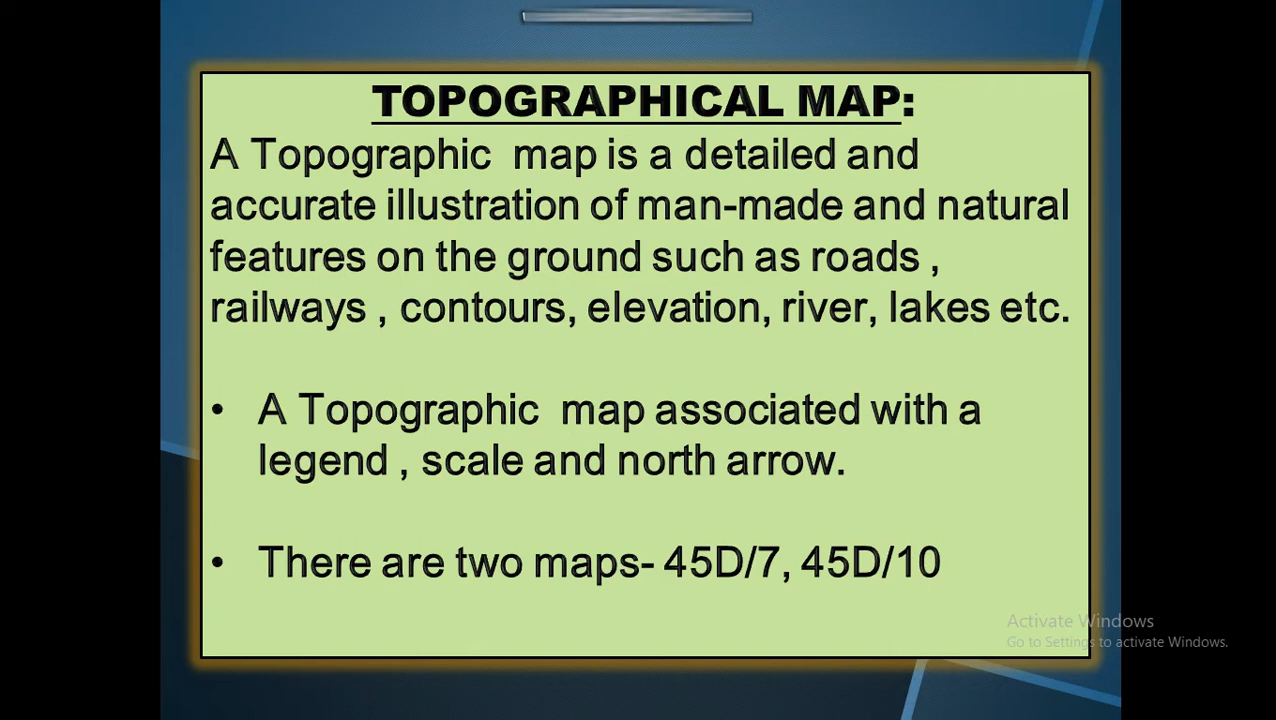 TOPOGRAPHICAL MAP:
A Topographic map is a detailed and
accurate illustration of man-made and natural
features on the ground such as roads ,
railways , contours, elevation, river, lakes etc.
• A Topographic map associated with a
legend , scale and north arrow.
• There are two maps- 45D/7, 45D/10
Activate Windows
Go to Settings to activate Windows.